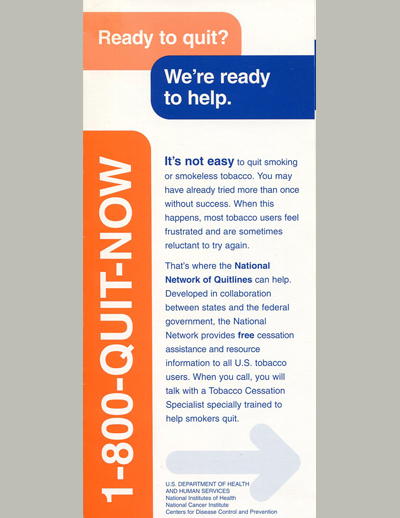 Ready to quit?
We're ready
to help.
1-800-QUIT-NOW
It's not easy to quit smoking
or smokeless tobacco. You may
have already tried more than once
without success. When this
happens, most tobacco users feel
frustrated and are sometimes
reluctant to try again.
That's where the National
Network of Quitlines can help.
Developed in collaboration
between states and the federal
government, the National
Network provides free cessation
assistance and resource
information to all U.S. tobacco
users. When you call, you will
talk with a Tobacco Cessation
Specialist specially trained to
help smokers quit.
U.S. DEPARTMENT OF HEALTH
AND HUMAN SERVICES
National Institutes of Health
National Cancer Institute
Centers for Disease Control and Prevention